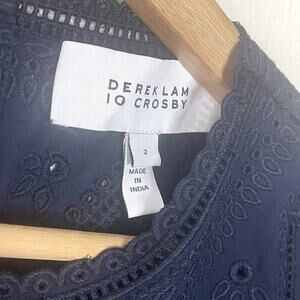 DEREK LAM
10 CROSBY
2
MADE
IN
INDIA